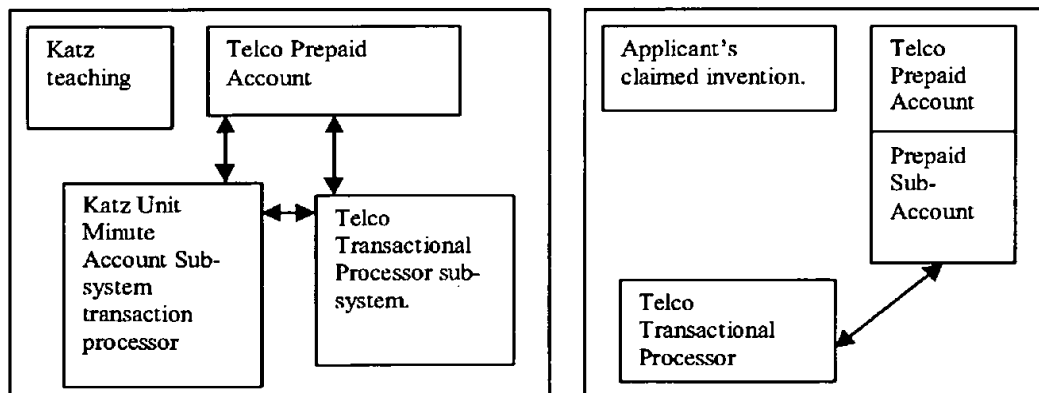 Katz
teaching
Telco Prepaid
Account
Katz Unit
Minute
Account Sub-
system
transaction
processor
Telco
Transactional
Processor sub-
system.
Applicant's
claimed invention.
Telco
Prepaid
Account
Prepaid
Sub-
Account
Telco
Transactional
Processor